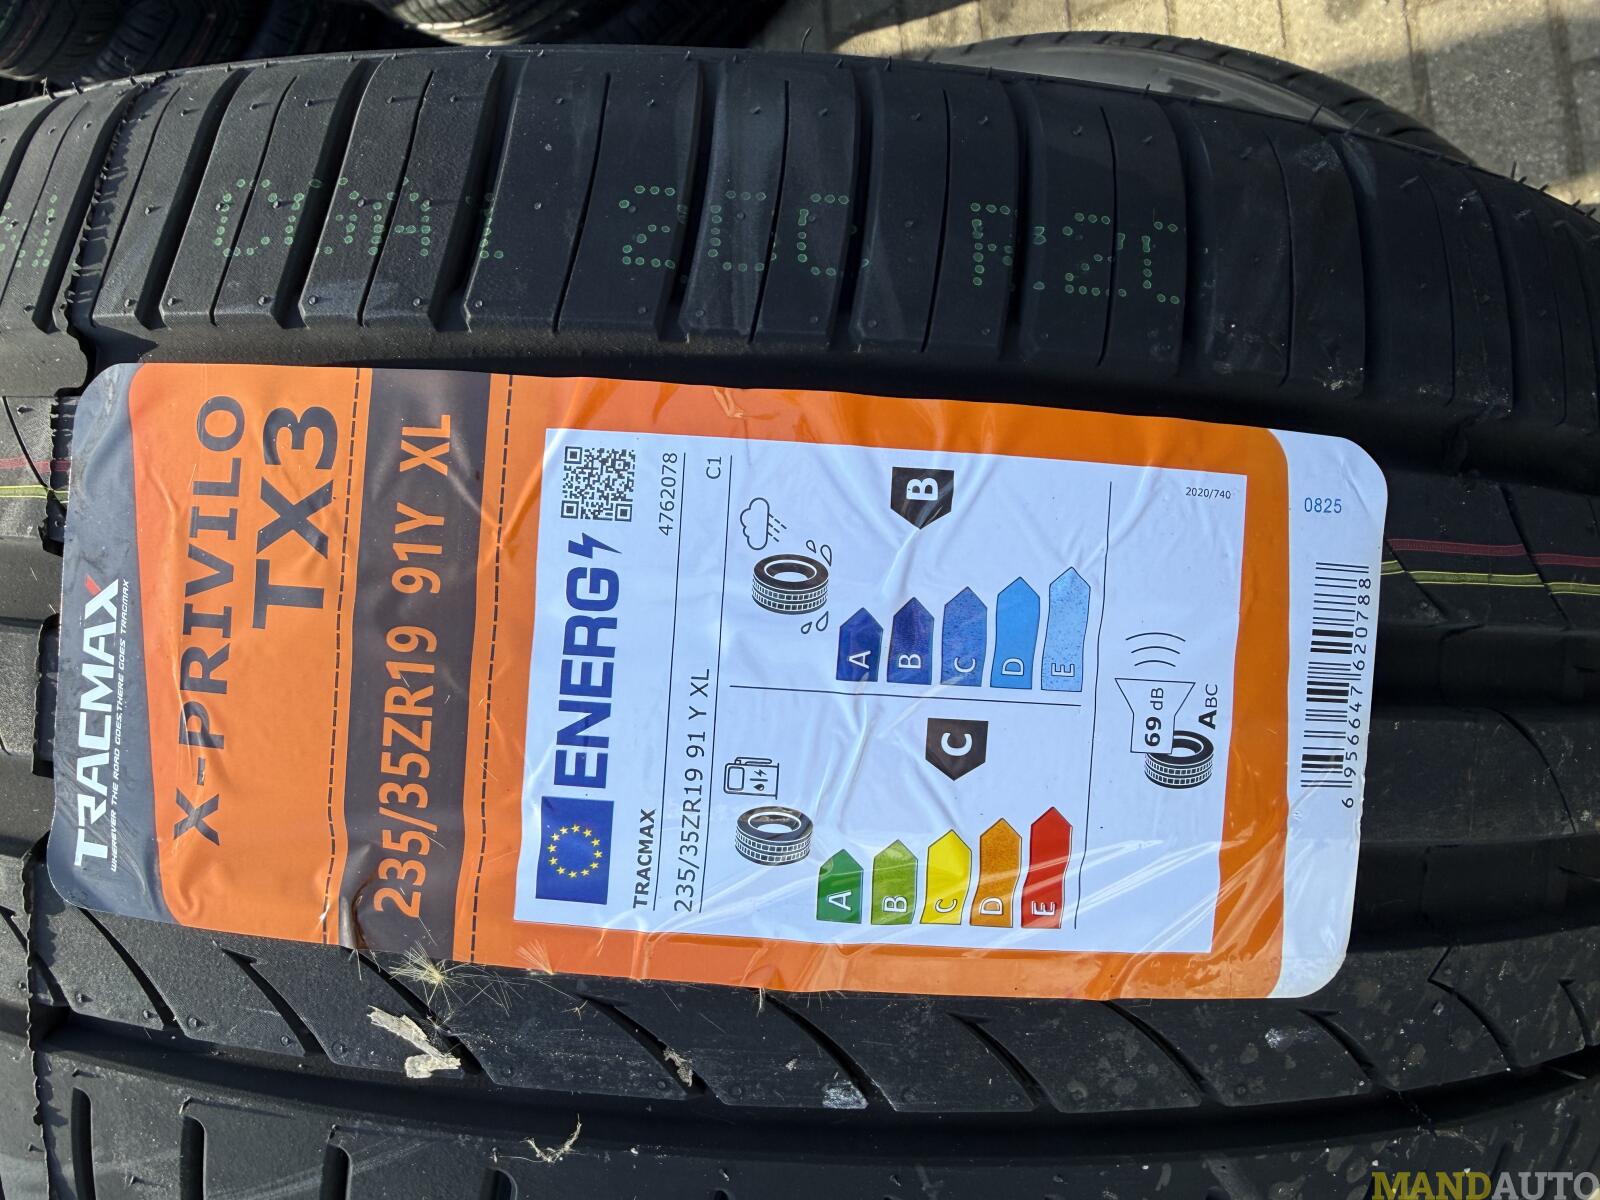 TRACMAX
WHEREVER THE ROAD GOES,THERE GOES TRACMAX
X-PRIVILO
TX3
235/35ZR19 91Y XL
ENERG
TRACMAX
4762078
235/35ZR19 91 Y XL
C1
A
B
C
D
E
C
A
B
C
D
E
B
69 dB
ABC
2020/740
0825
6 956647 620788
MANDAUTO